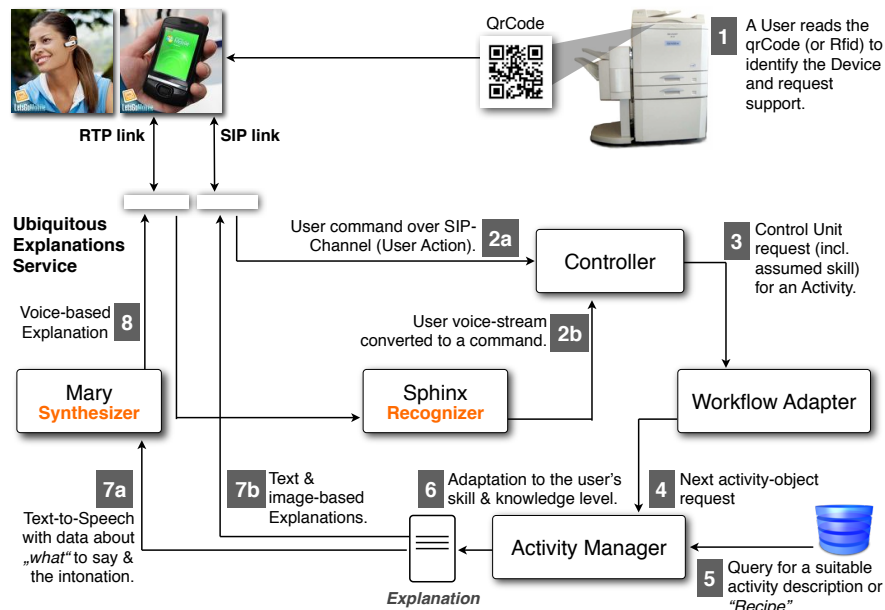 QrCode
1
A User reads the
qrCode (or Rfid) to
identify the Device
and request
support.
RTP link
SIP link
Ubiquitous
Explanations
Service
User command over SIP-
Channel (User Action).
2a
Controller
3
Control Unit
request (incl.
assumed skill)
for an Activity.
Voice-based
Explanation
8
User voice-stream
converted to a command.
2b
Mary
Synthesizer
Sphinx
Recognizer
Workflow Adapter
7a
Text-to-Speech
with data about
„what“ to say &
the intonation.
7b
Text &
image-based
Explanations.
6
Adaptation to the user's
skill & knowledge level.
4
Next activity-object
request
Explanation
Activity Manager
5
Query for a suitable
activity description or
“Recipe”